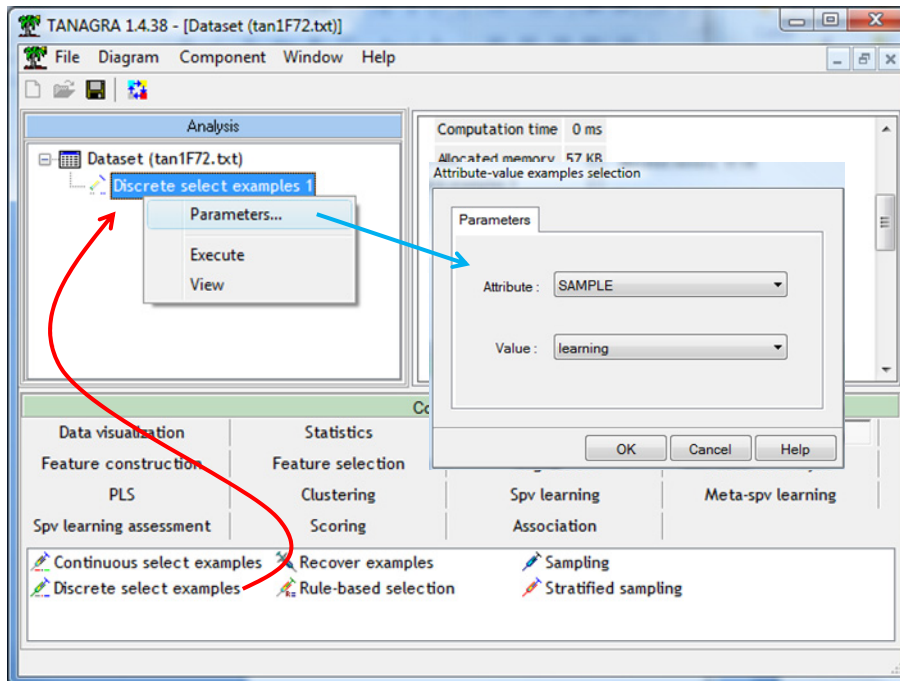 TANAGRA 1.4.38 - [Dataset (tan1F72.txt)]
File Diagram Component Window Help
Analysis
Dataset (tan1F72.txt)
Discrete select examples 1
Parameters...
Execute
View
Computation time 0 ms
Allocated memory 57 KB
Attribute-value examples selection
Parameters
Attribute : SAMPLE
Value : learning
OK Cancel Help
Data visualization Statistics
Feature construction Feature selection
PLS Clustering Spv learning Meta-spv learning
Spv learning assessment Scoring Association
Continuous select examples Recover examples Sampling
Discrete select examples Rule-based selection Stratified sampling